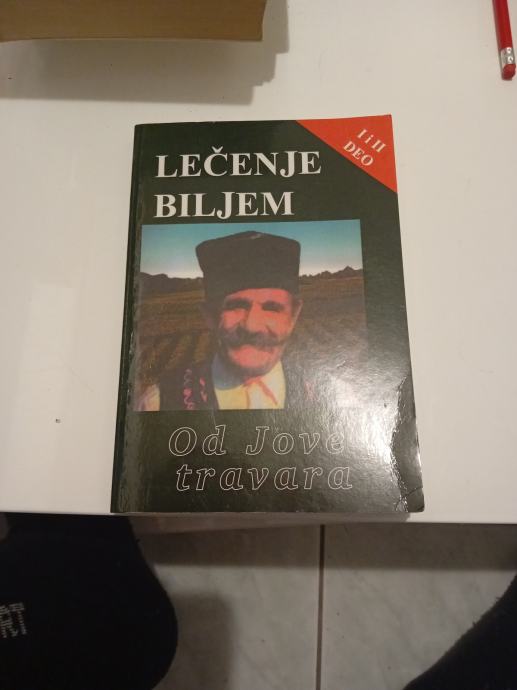 I i II
DEO
LEČENJE
BILJEM
Od Jove
travara